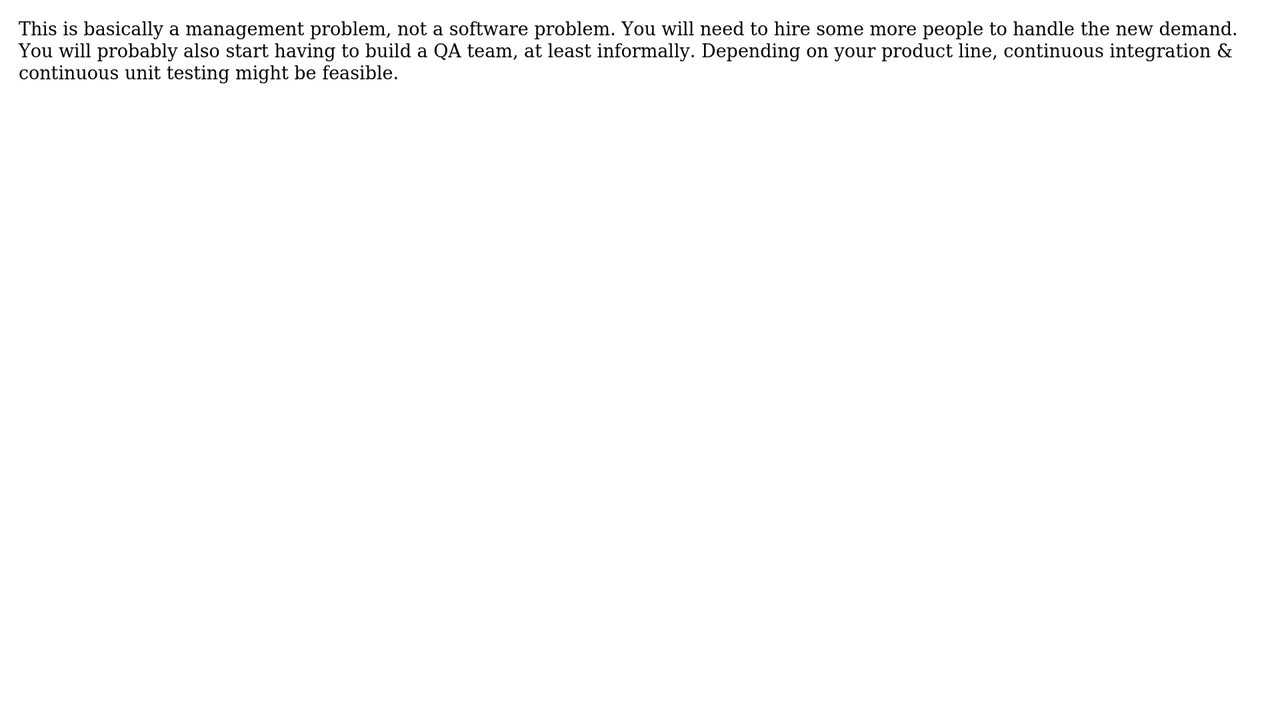 This is basically a management problem, not a software problem. You will need to hire some more people to handle the new demand.
You will probably also start having to build a QA team, at least informally. Depending on your product line, continuous integration &
continuous unit testing might be feasible.